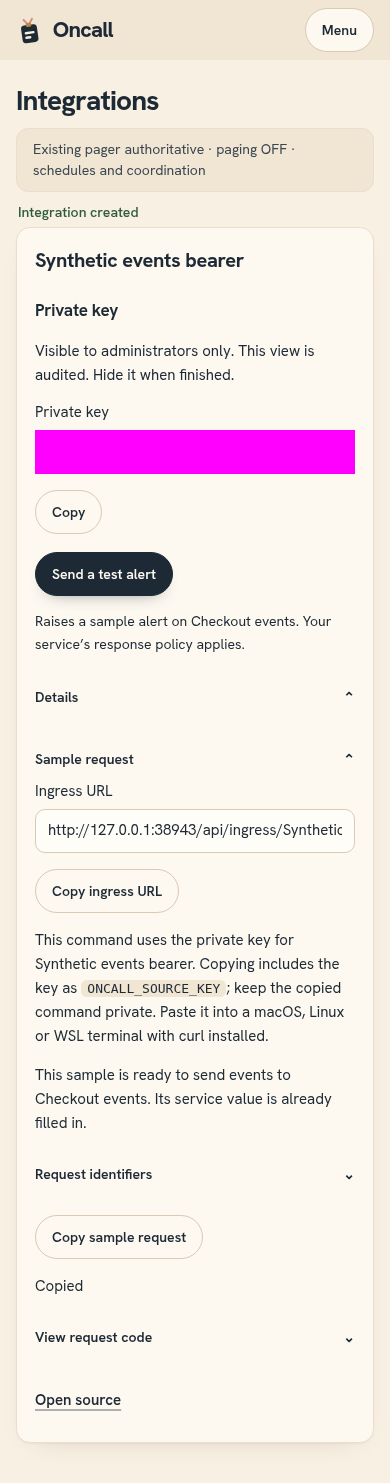 Oncall
Menu
Integrations
Existing pager authoritative · paging OFF ·
schedules and coordination
Integration created
Synthetic events bearer
Private key
Visible to administrators only. This view is
audited. Hide it when finished.
Private key
Copy
Send a test alert
Raises a sample alert on Checkout events. Your
service’s response policy applies.
Details
Sample request
Ingress URL
http://127.0.0.1:38943/api/ingress/Synthetic
Copy ingress URL
This command uses the private key for
Synthetic events bearer. Copying includes the
key as ONCALL_SOURCE_KEY; keep the copied
command private. Paste it into a macOS, Linux
or WSL terminal with curl installed.
This sample is ready to send events to
Checkout events. Its service value is already
filled in.
Request identifiers
Copy sample request
Copied
View request code
Open source